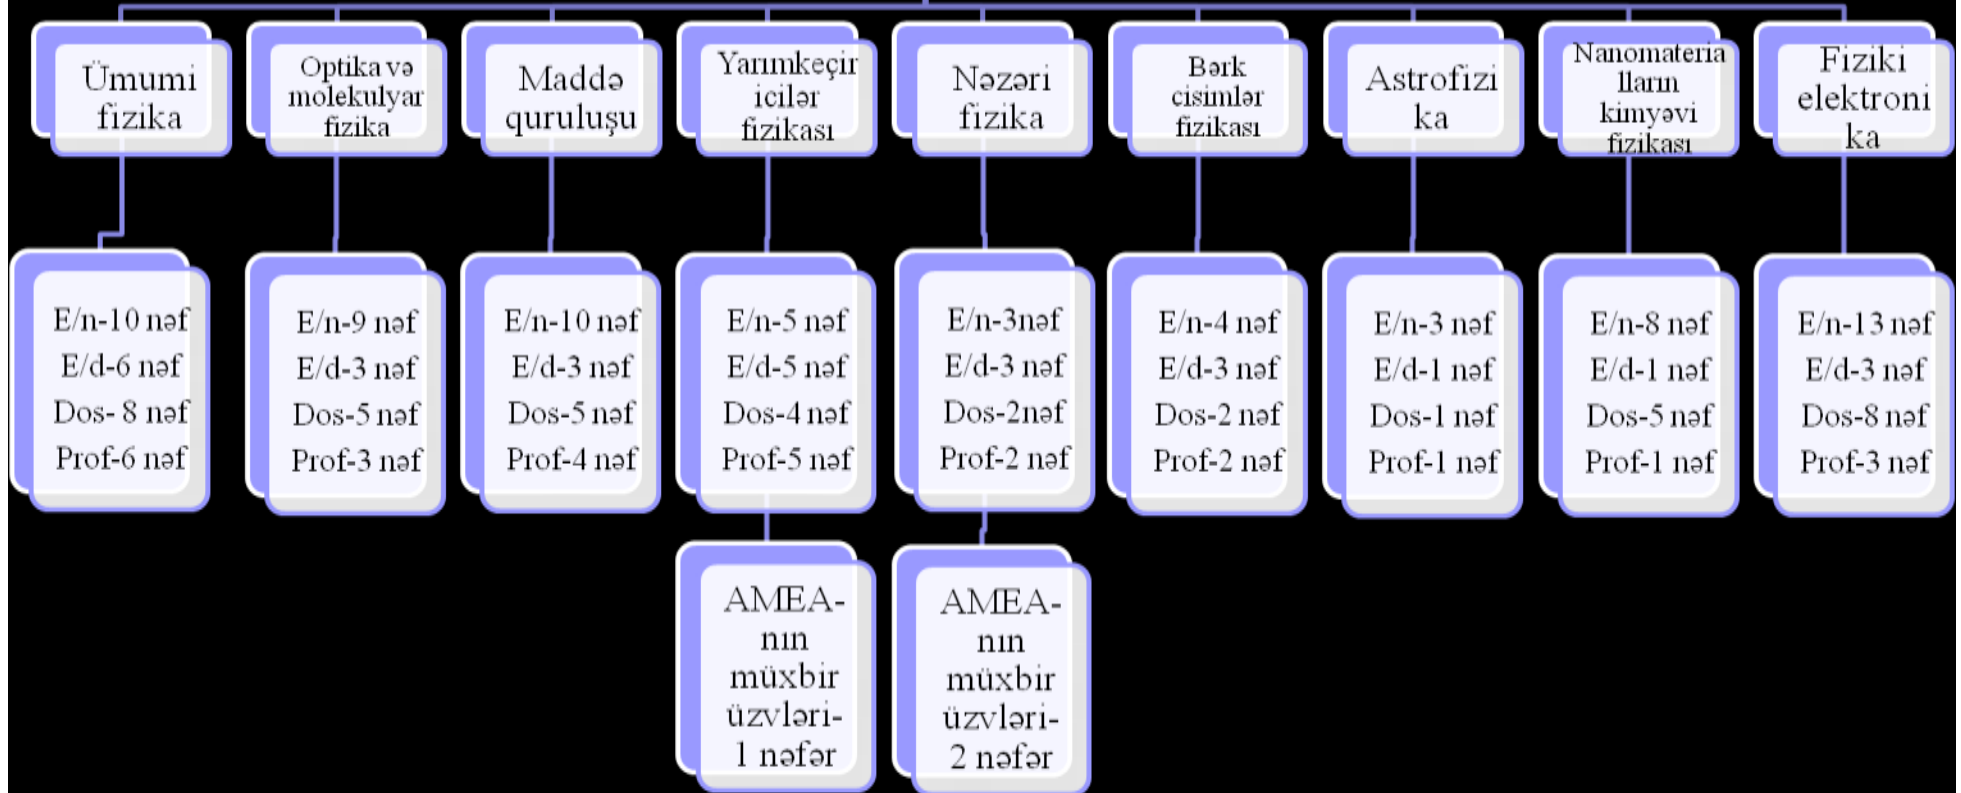 Ümumi
fizika
Optika və
molekulyar
fizika
Maddə
quruluşu
Yarımkeçir
icilər
fizikası
Nəzəri
fizika
Bərk
cisimlər
fizikası
Astrofizi
ka
Nanomateria
lların
kimyəvi
fizikası
Fiziki
elektroni
ka
E/n-10 nəf
E/d-6 nəf
Dos- 8 nəf
Prof-6 nəf
E/n-9 nəf
E/d-3 nəf
Dos-5 nəf
Prof-3 nəf
E/n-10 nəf
E/d-3 nəf
Dos-5 nəf
Prof-4 nəf
E/n-5 nəf
E/d-5 nəf
Dos-4 nəf
Prof-5 nəf
E/n-3nəf
E/d-3 nəf
Dos-2nəf
Prof-2 nəf
E/n-4 nəf
E/d-3 nəf
Dos-2 nəf
Prof-2 nəf
E/n-3 nəf
E/d-1 nəf
Dos-1 nəf
Prof-1 nəf
E/n-8 nəf
E/d-1 nəf
Dos-5 nəf
Prof-1 nəf
E/n-13 nəf
E/d-3 nəf
Dos-8 nəf
Prof-3 nəf
AMEA-
nın
müxbir
üzvləri-
1 nəfər
AMEA-
nın
müxbir
üzvləri-
2 nəfər